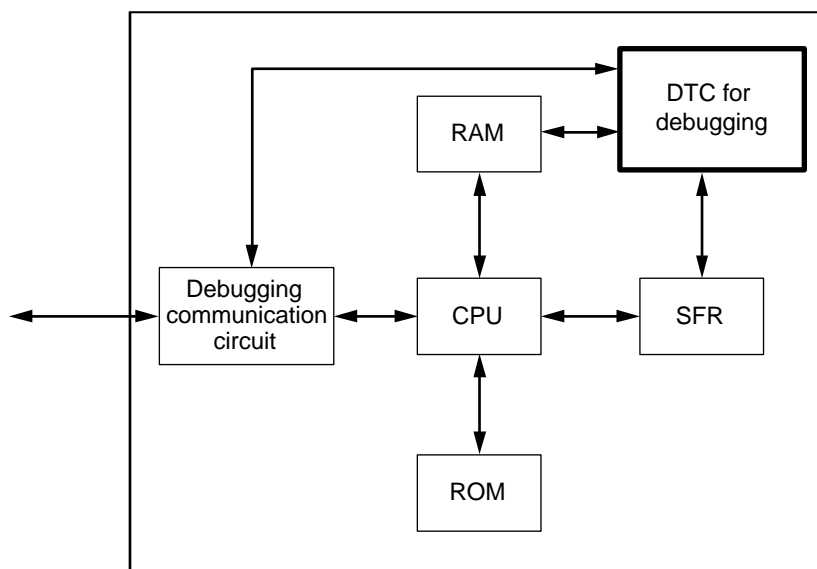 DTC for
debugging
RAM
Debugging
communication
circuit
CPU
SFR
ROM